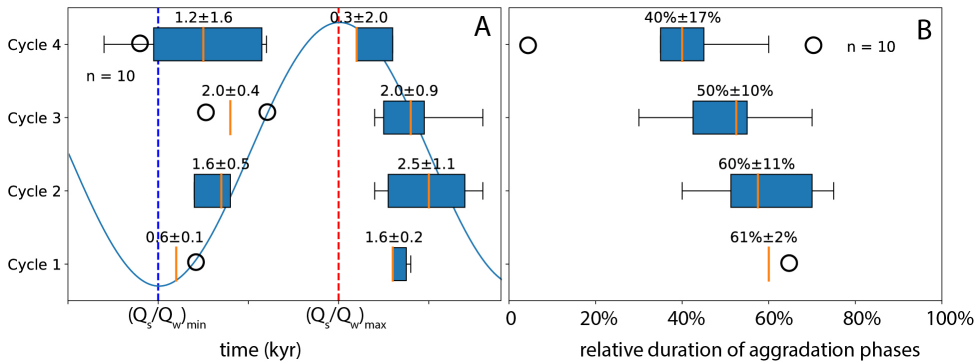 A
Cycle 4
1.2±1.6
0.3±2.0
n = 10
Cycle 3
2.0±0.4
2.0±0.9
Cycle 2
1.6±0.5
2.5±1.1
Cycle 1
0.6±0.1
1.6±0.2
(Qs/Qw)min
(Qs/Qw)max
time (kyr)
B
40%±17%
n = 10
50%±10%
60%±11%
61%±2%
0
20%
40%
60%
80%
100%
relative duration of aggradation phases